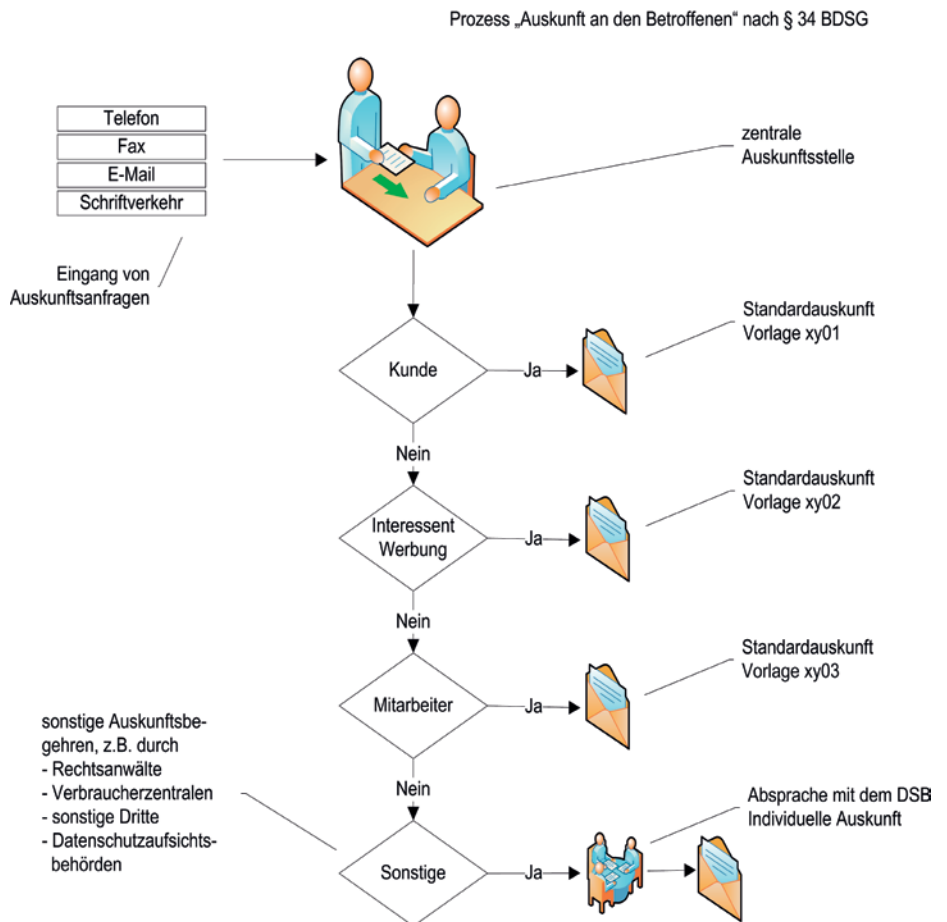 Prozess „Auskunft an den Betroffenen“ nach § 34 BDSG
Telefon
Fax
E-Mail
Schriftverkehr
zentrale
Auskunftsstelle
Eingang von
Auskunftsanfragen
Kunde
Ja
Standardauskunft
Vorlage xy01
Nein
Interessent
Werbung
Ja
Standardauskunft
Vorlage xy02
Nein
Mitarbeiter
Ja
Standardauskunft
Vorlage xy03
Nein
sonstige Auskunftsbe-
gehren, z.B. durch
- Rechtsanwälte
- Verbraucherzentralen
- sonstige Dritte
- Datenschutzaufsichts-
behörden
Sonstige
Ja
Absprache mit dem DSB
Individuelle Auskunft